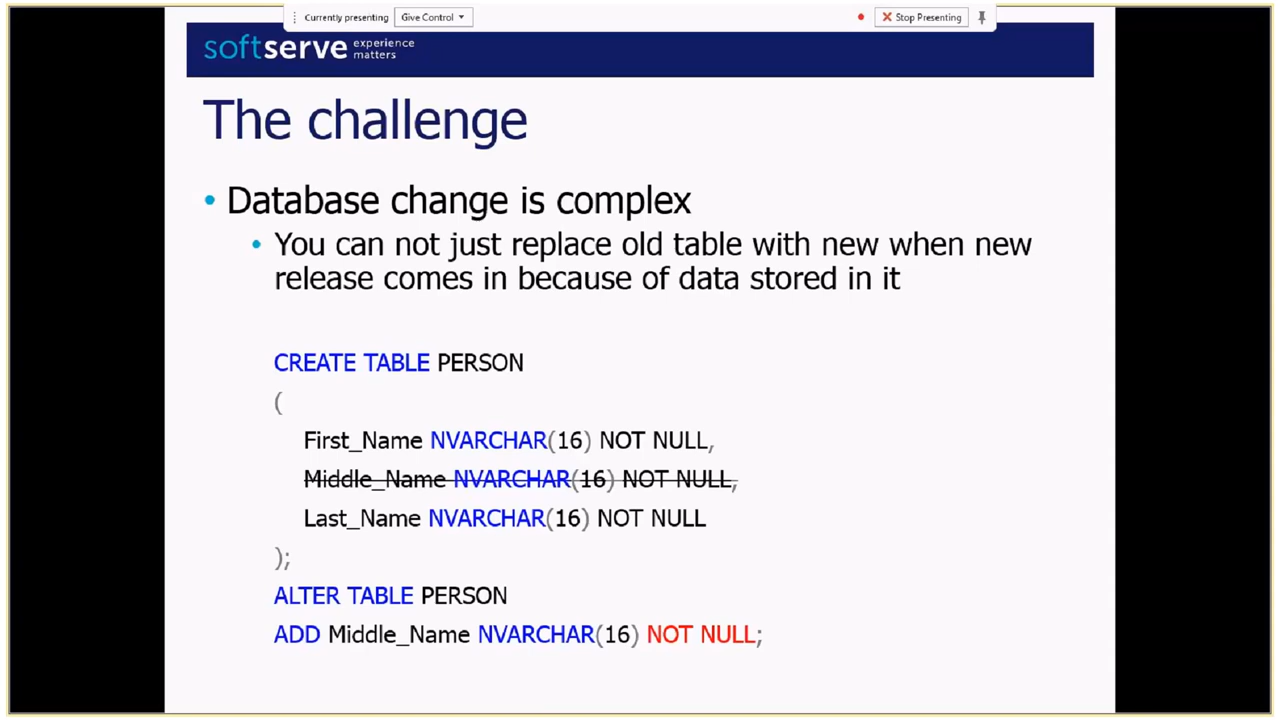 Currently presenting Give Control Stop Presenting
softserve experience matters
The challenge
• Database change is complex
• You can not just replace old table with new when new
release comes in because of data stored in it
CREATE TABLE PERSON
(
First_Name NVARCHAR(16) NOT NULL,
Middle_Name NVARCHAR(16) NOT NULL,
Last_Name NVARCHAR(16) NOT NULL
);
ALTER TABLE PERSON
ADD Middle_Name NVARCHAR(16) NOT NULL;